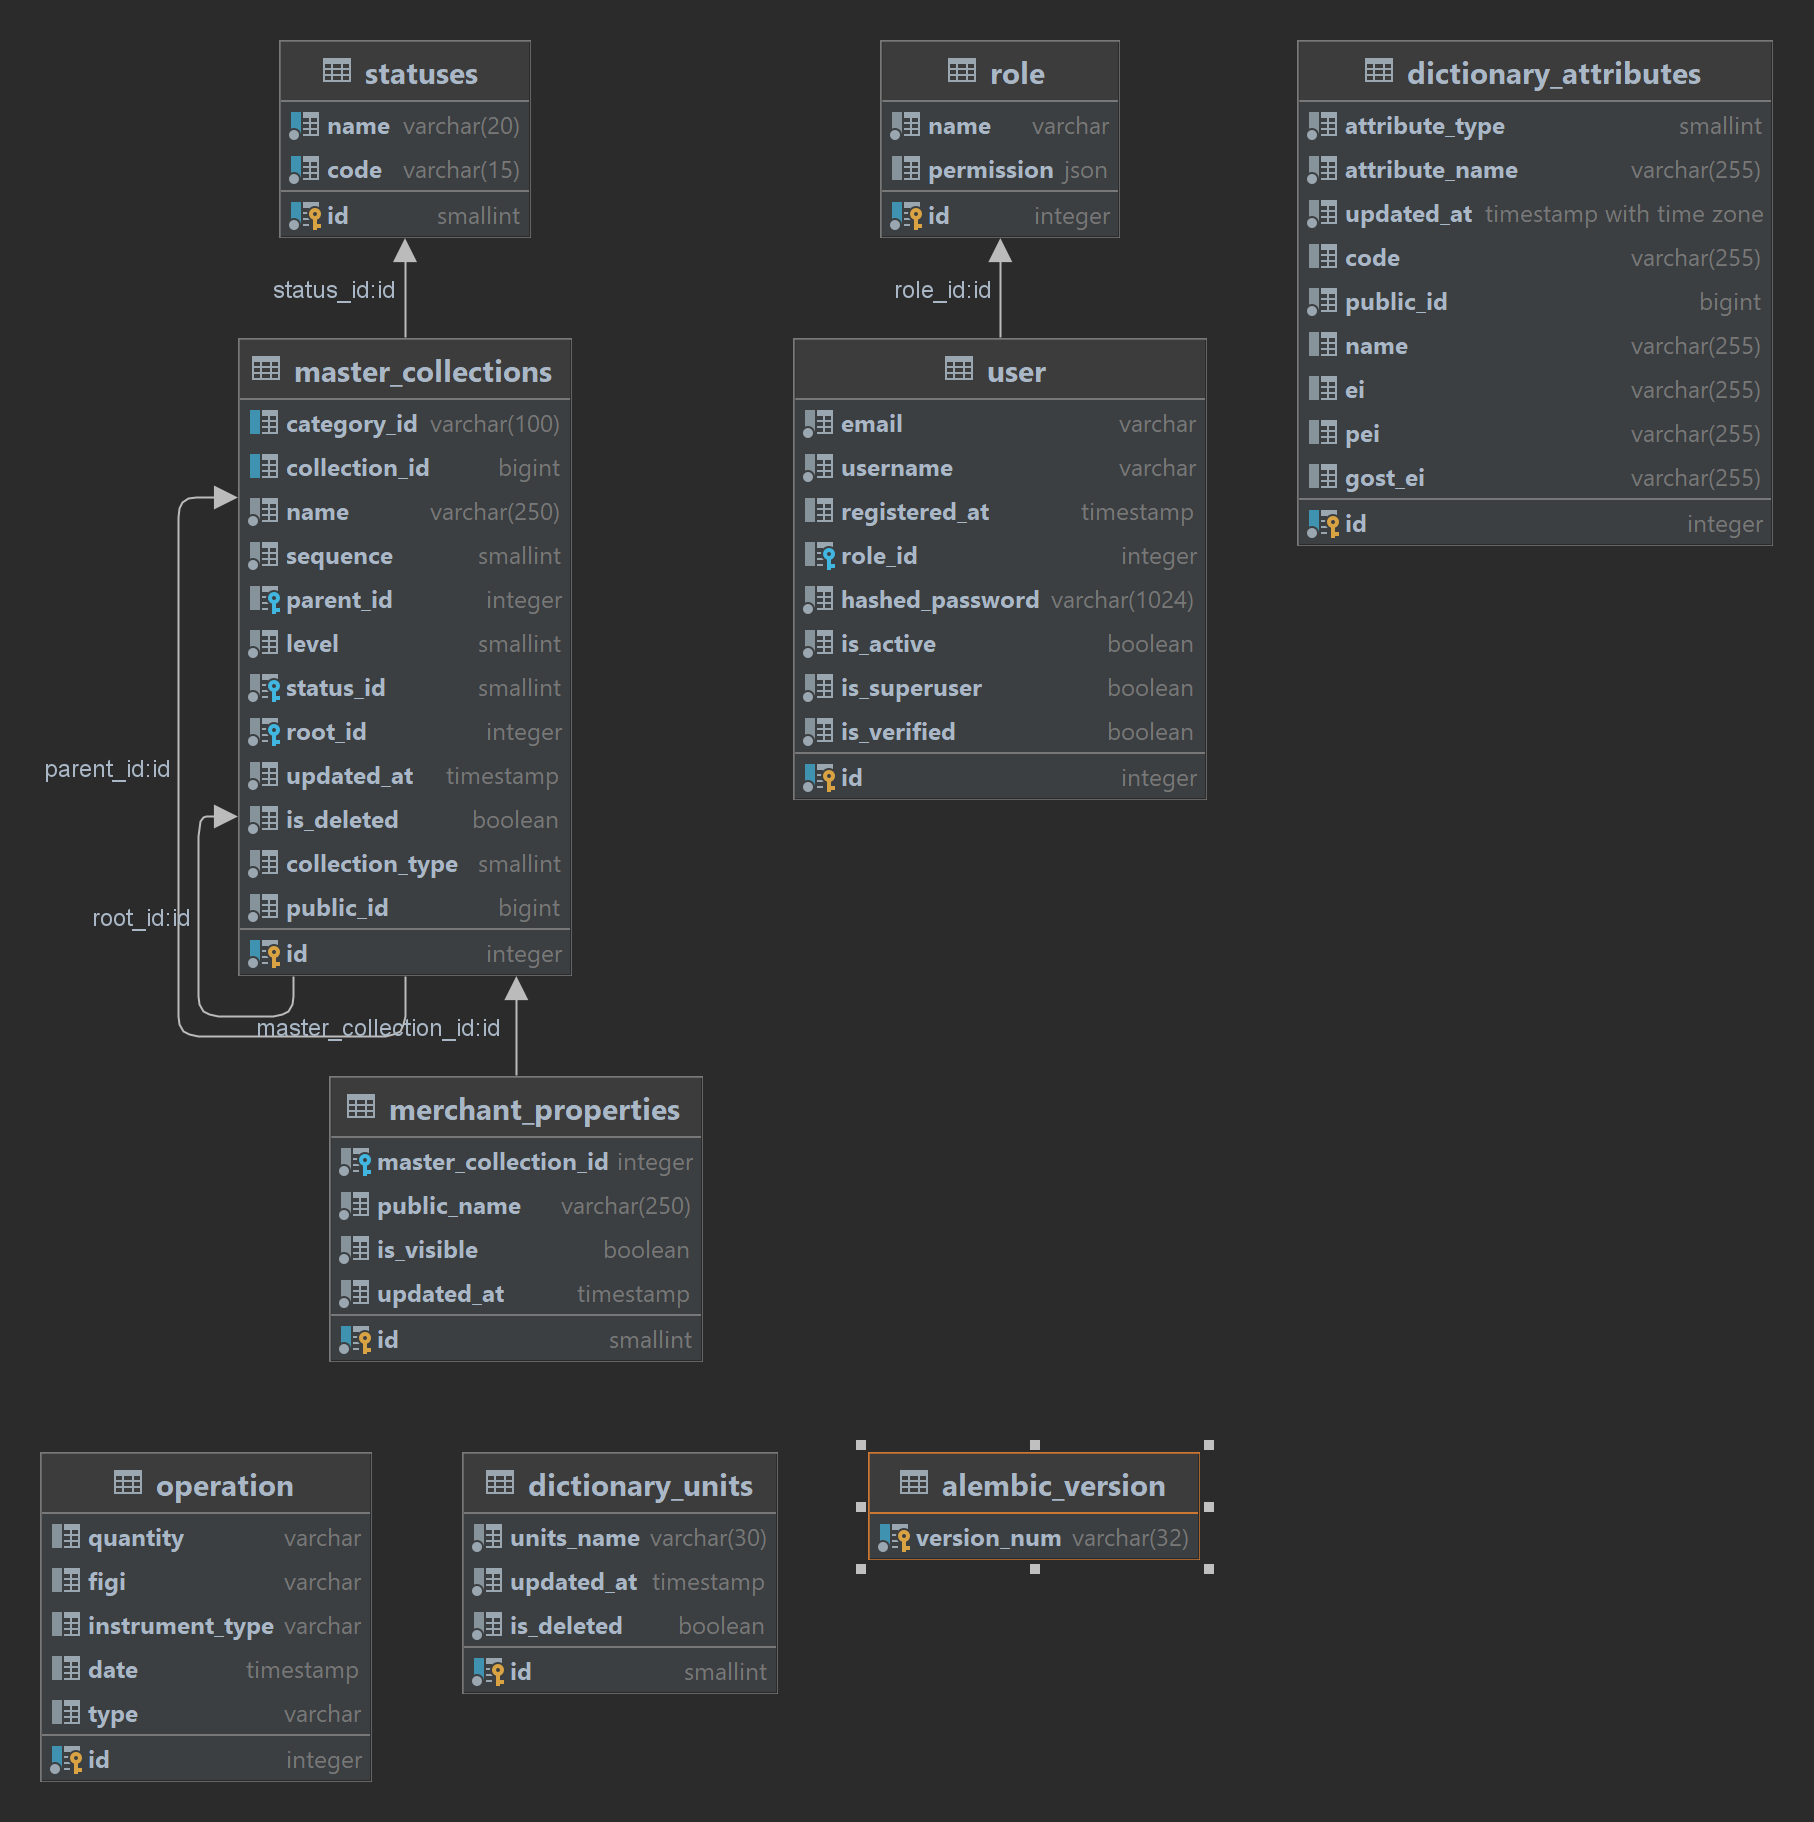 statuses
name varchar(20)
code varchar(15)
id smallint
status_id:id
role
name varchar
permission json
id integer
role_id:id
dictionary_attributes
attribute_type smallint
attribute_name varchar(255)
updated_at timestamp with time zone
code varchar(255)
public_id bigint
name varchar(255)
ei varchar(255)
pei varchar(255)
gost_ei varchar(255)
id integer
master_collections
category_id varchar(100)
collection_id bigint
name varchar(250)
sequence smallint
parent_id integer
level smallint
status_id smallint
root_id integer
updated_at timestamp
is_deleted boolean
collection_type smallint
public_id bigint
id integer
parent_id:id
root_id:id
master_collection_id:id
user
email varchar
username varchar
registered_at timestamp
role_id integer
hashed_password varchar(1024)
is_active boolean
is_superuser boolean
is_verified boolean
id integer
merchant_properties
master_collection_id integer
public_name varchar(250)
is_visible boolean
updated_at timestamp
id smallint
operation
quantity varchar
figi varchar
instrument_type varchar
date timestamp
type varchar
id integer
dictionary_units
units_name varchar(30)
updated_at timestamp
is_deleted boolean
id smallint
alembic_version
version_num varchar(32)